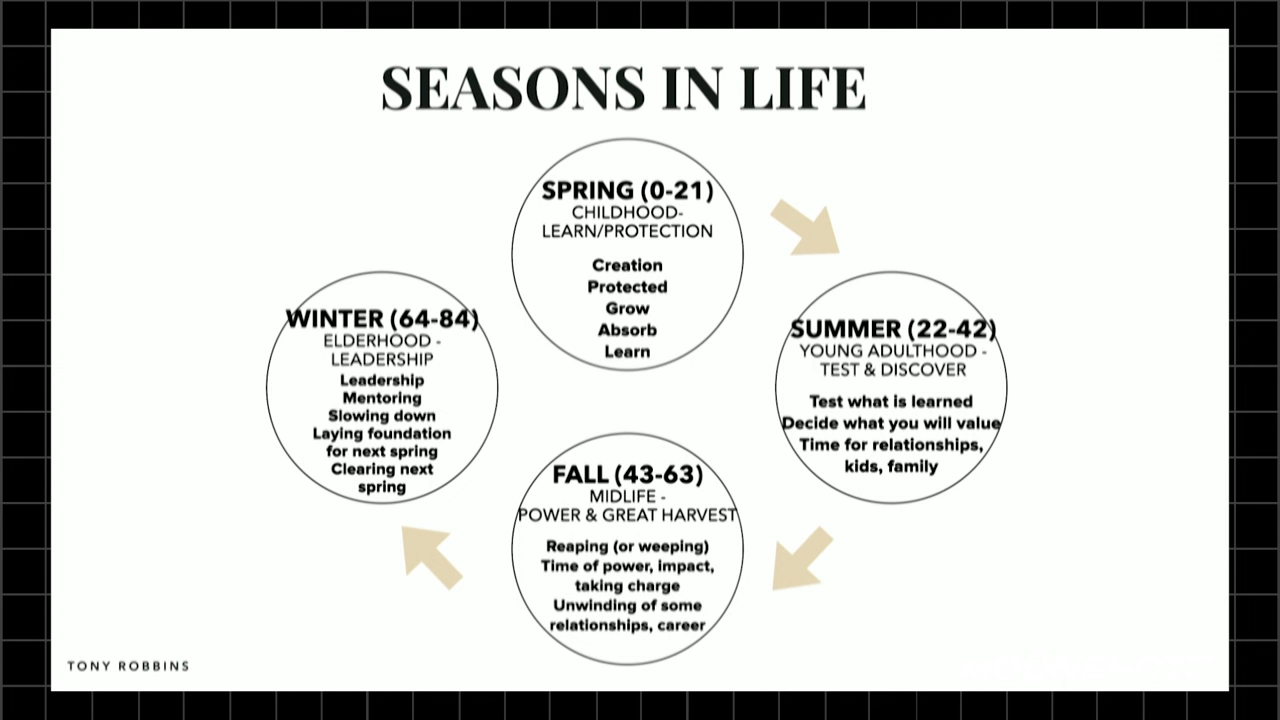 SEASONS IN LIFE
SPRING (0-21)
CHILDHOOD-
LEARN/PROTECTION
Creation
Protected
Grow
Absorb
Learn
SUMMER (22-42)
YOUNG ADULTHOOD -
TEST & DISCOVER
Test what is learned
Decide what you will value
Time for relationships,
kids, family
FALL (43-63)
MIDLIFE -
POWER & GREAT HARVEST
Reaping (or weeping)
Time of power, impact,
taking charge
Unwinding of some
relationships, career
WINTER (64-84)
ELDERHOOD -
LEADERSHIP
Leadership
Mentoring
Slowing down
Laying foundation
for next spring
Clearing next
spring
TONY ROBBINS